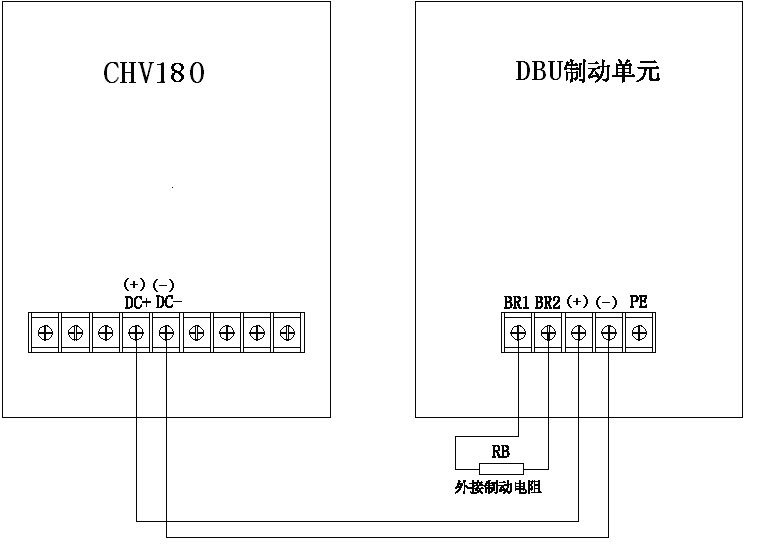 CHV180
DBU制动单元
(+) (-)
DC+ DC-
BR1 BR2 (+) (-) PE
RB
外接制动电阻